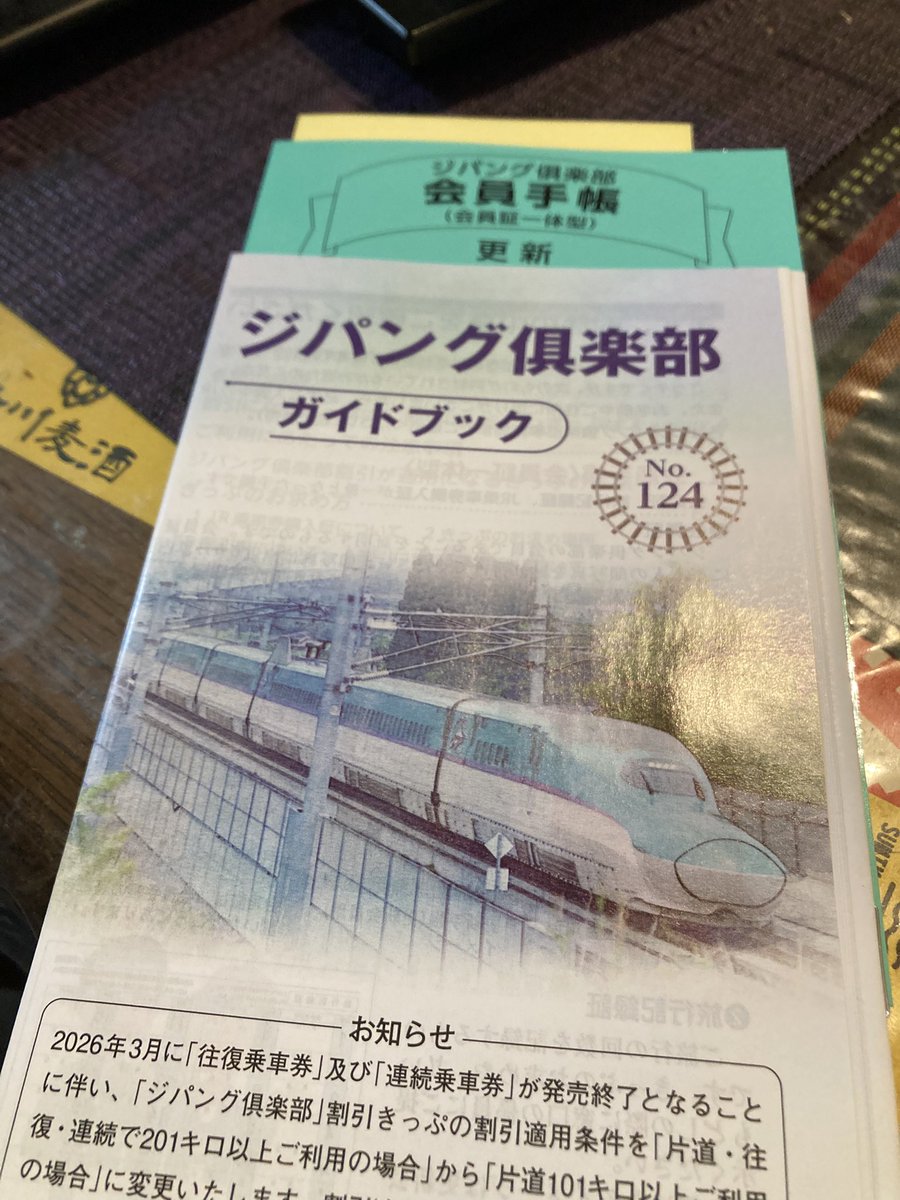 ジパング倶楽部
会員手帳
(会員証一体型)
更新
ジパング倶楽部
ガイドブック
No.
124
川麦酒
お知らせ
2026年3月に「往復乗車券」及び「連続乗車券」が発売終了となること
に伴い、「ジパング倶楽部」割引きっぷの割引適用条件を「片道・往
復・連続で201キロ以上ご利用の場合」から「片道101キロ以上ご利用
の場合」に変更いたします。